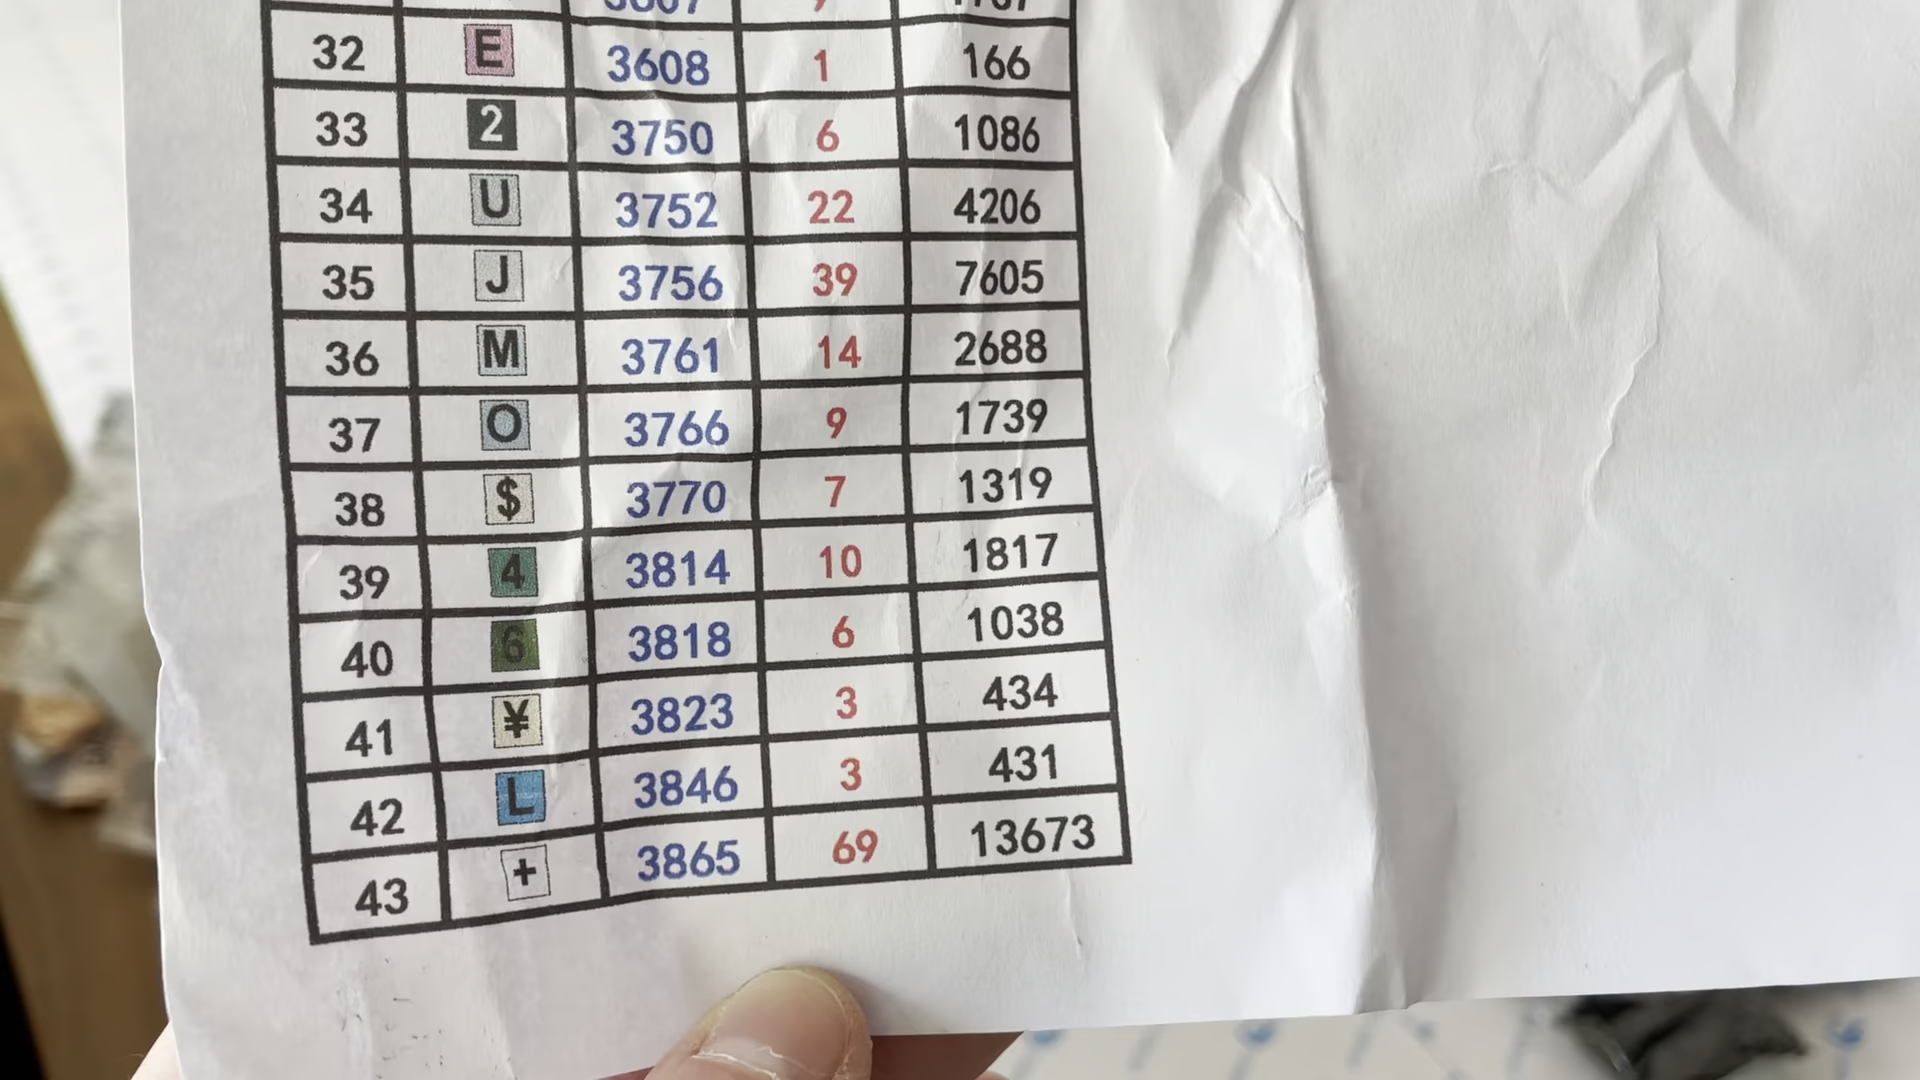 32 E 3608 1 166
33 2 3750 6 1086
34 U 3752 22 4206
35 J 3756 39 7605
36 M 3761 14 2688
37 O 3766 9 1739
38 $ 3770 7 1319
39 4 3814 10 1817
40 6 3818 6 1038
41 ¥ 3823 3 434
42 L 3846 3 431
43 + 3865 69 13673